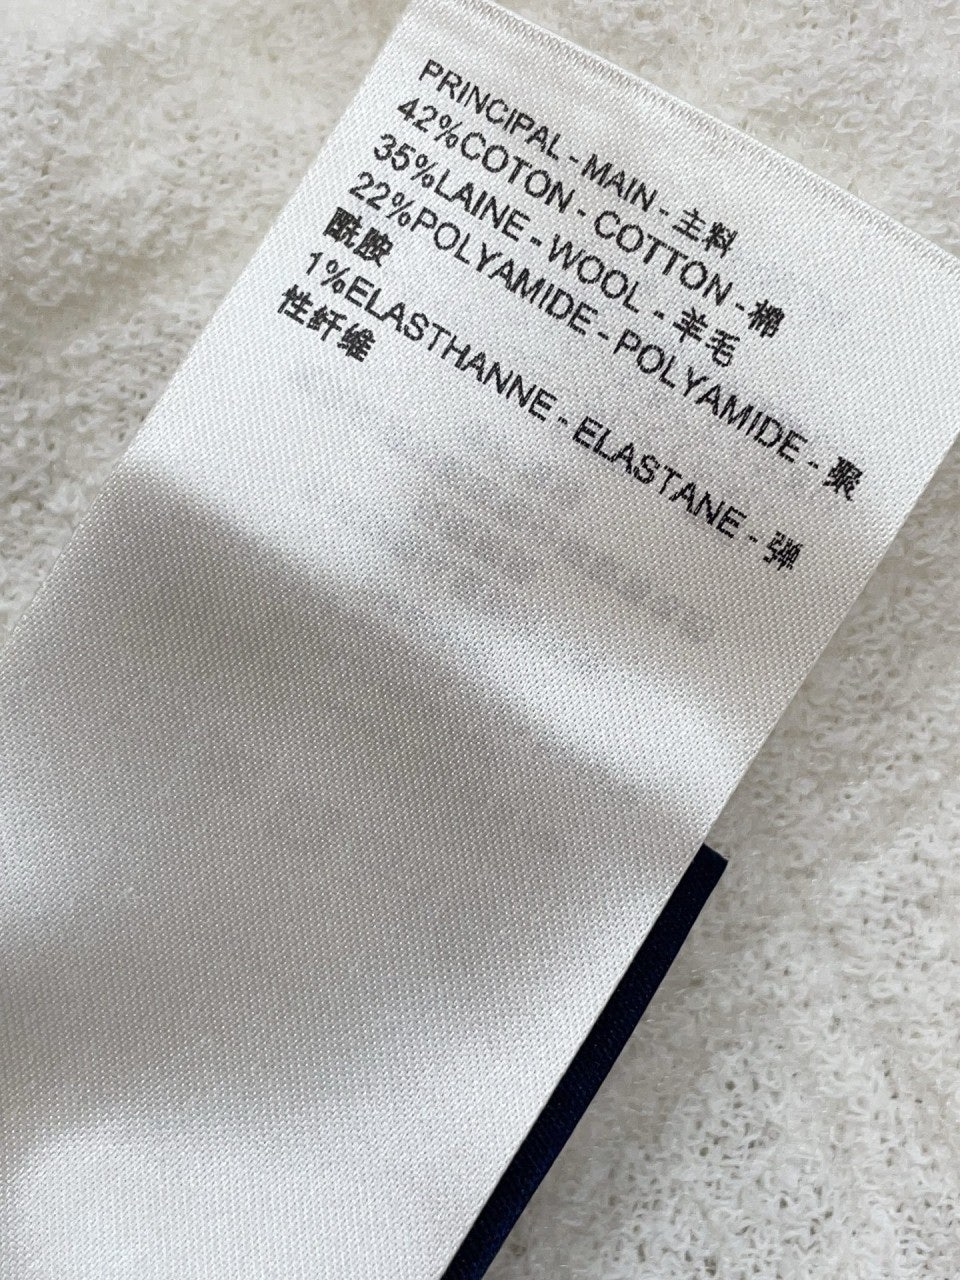 PRINCIPAL - MAIN - 主料
42%COTON - COTTON - 棉
35%LAINE - WOOL - 羊毛
22%POLYAMIDE - POLYAMIDE - 聚
酰胺
1%ELASTHANNE - ELASTANE - 弹
性纤维